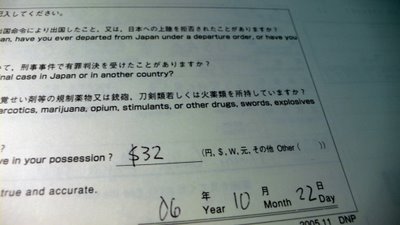 記入してください。
国命令により出国したこと，又は，日本への上陸を拒否されたことがありますか？
an, have you ever departed from Japan under a departure order, or have you
て，刑事事件で有罪判決を受けたことがありますか？
nal case in Japan or in another country?
覚せい剤等の規制薬物又は銃砲，刀剣類若しくは火薬類を所持していますか？
arcotics, marijuana, opium, stimulants, or other drugs, swords, explosives
ve in your possession ? $32 (円, $, W, 元, その他 Other ( ))
true and accurate.
06 年 Year 10 月 Month 22 日 Day
2005.11 DNP